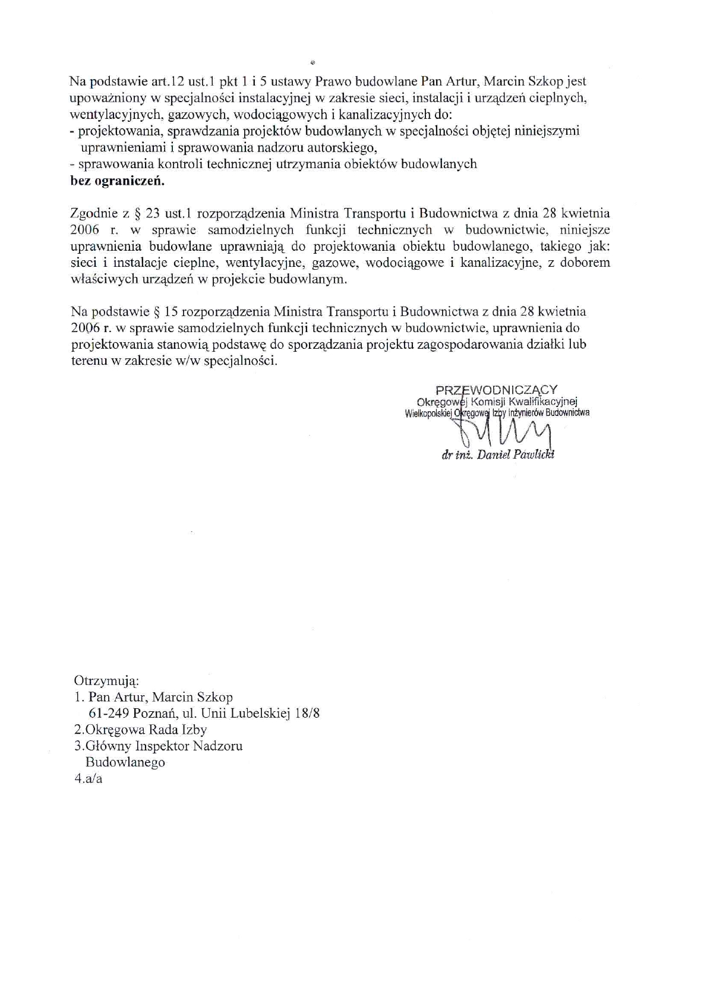 Na podstawie art.12 ust.1 pkt 1 i 5 ustawy Prawo budowlane Pan Artur, Marcin Szkop jest
upoważniony w specjalności instalacyjnej w zakresie sieci, instalacji i urządzeń cieplnych,
wentylacyjnych, gazowych, wodociągowych i kanalizacyjnych do:
- projektowania, sprawdzania projektów budowlanych w specjalności objętej niniejszymi
uprawnieniami i sprawowania nadzoru autorskiego,
- sprawowania kontroli technicznej utrzymania obiektów budowlanych
bez ograniczeń.
Zgodnie z § 23 ust.1 rozporządzenia Ministra Transportu i Budownictwa z dnia 28 kwietnia
2006 r. w sprawie samodzielnych funkcji technicznych w budownictwie, niniejsze
uprawnienia budowlane uprawniają do projektowania obiektu budowlanego, takiego jak:
sieci i instalacje cieplne, wentylacyjne, gazowe, wodociągowe i kanalizacyjne, z doborem
właściwych urządzeń w projekcie budowlanym.
Na podstawie § 15 rozporządzenia Ministra Transportu i Budownictwa z dnia 28 kwietnia
2006 r. w sprawie samodzielnych funkcji technicznych w budownictwie, uprawnienia do
projektowania stanowią podstawę do sporządzania projektu zagospodarowania działki lub
terenu w zakresie w/w specjalności.
PRZEWODNICZĄCY
Okręgowej Komisji Kwalifikacyjnej
Wielkopolskiej Okręgowej Izby Inżynierów Budownictwa
dr inż. Daniel Pawlicki
Otrzymują:
1. Pan Artur, Marcin Szkop
61-249 Poznań, ul. Unii Lubelskiej 18/8
2.Okręgowa Rada Izby
3.Główny Inspektor Nadzoru
Budowlanego
4.a/a